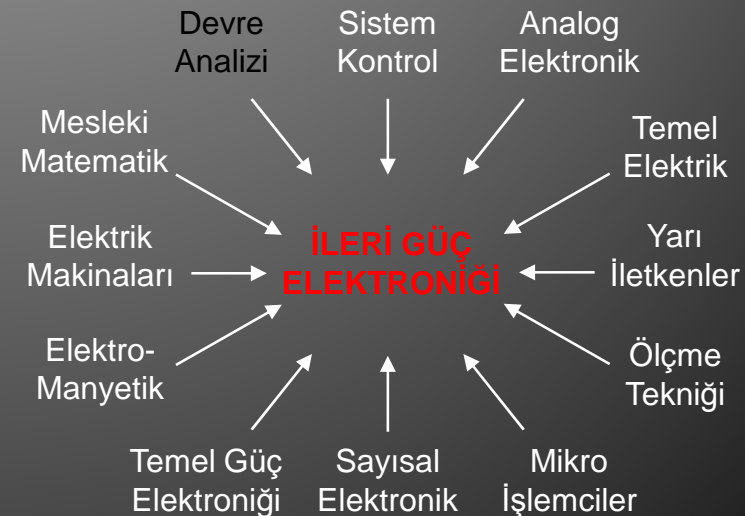 Devre
Analizi
Sistem
Kontrol
Analog
Elektronik
Mesleki
Matematik
Temel
Elektrik
Elektrik
Makinaları
İLERİ GÜÇ
ELEKTRONİĞİ
Yarı
İletkenler
Elektro-
Manyetik
Ölçme
Tekniği
Temel Güç
Elektroniği
Sayısal
Elektronik
Mikro
İşlemciler